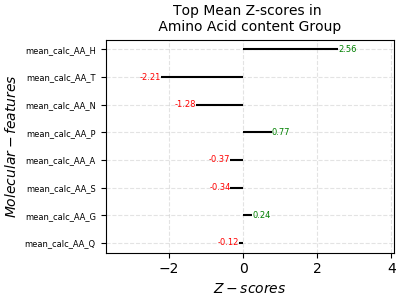 Top Mean Z-scores in
Amino Acid content Group
mean_calc_AA_H
2.56
mean_calc_AA_T
-2.21
mean_calc_AA_N
-1.28
mean_calc_AA_P
0.77
mean_calc_AA_A
-0.37
mean_calc_AA_S
-0.34
mean_calc_AA_G
0.24
mean_calc_AA_Q
-0.12
Molecular − features
−2 0 2 4
Z − scores